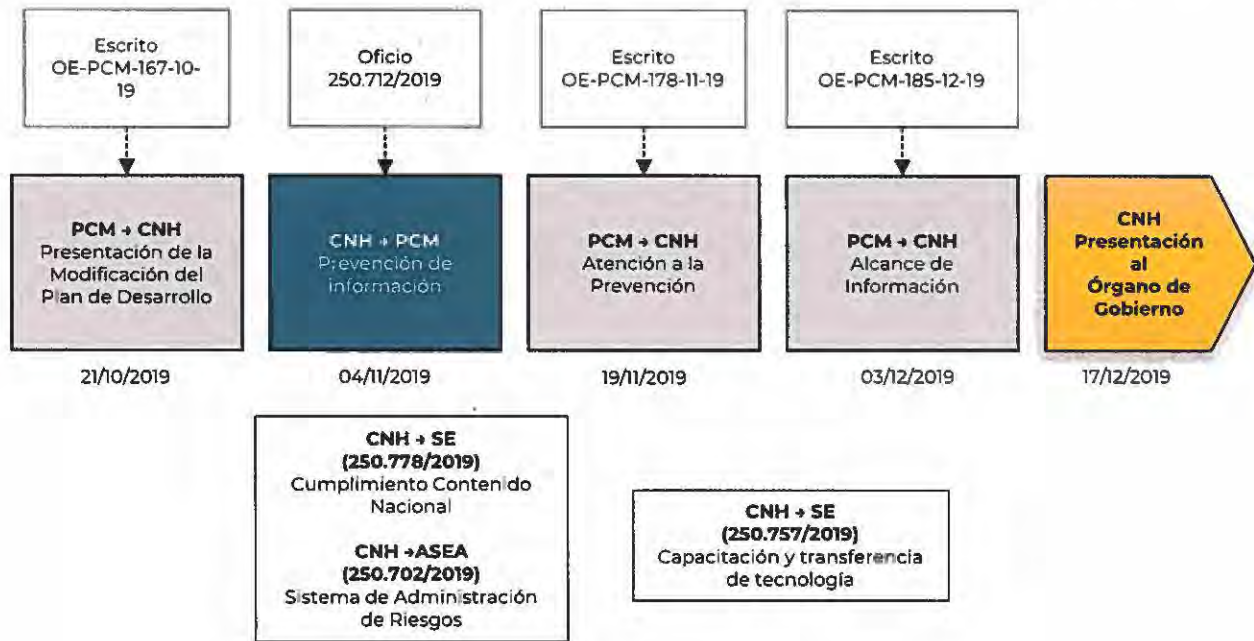 Escrito
OE-PCM-167-10-
19
Oficio
250.712/2019
Escrito
OE-PCM-178-11-19
Escrito
OE-PCM-185-12-19
PCM → CNH
Presentación de la
Modificación del
Plan de Desarrollo
CNH → PCM
Prevención de
información
PCM → CNH
Atención a la
Prevención
PCM → CNH
Alcance de
Información
CNH
Presentación
al
Órgano de
Gobierno
21/10/2019
04/11/2019
19/11/2019
03/12/2019
17/12/2019
CNH → SE
(250.778/2019)
Cumplimiento Contenido
Nacional
CNH →ASEA
(250.702/2019)
Sistema de Administración
de Riesgos
CNH → SE
(250.757/2019)
Capacitación y transferencia
de tecnología